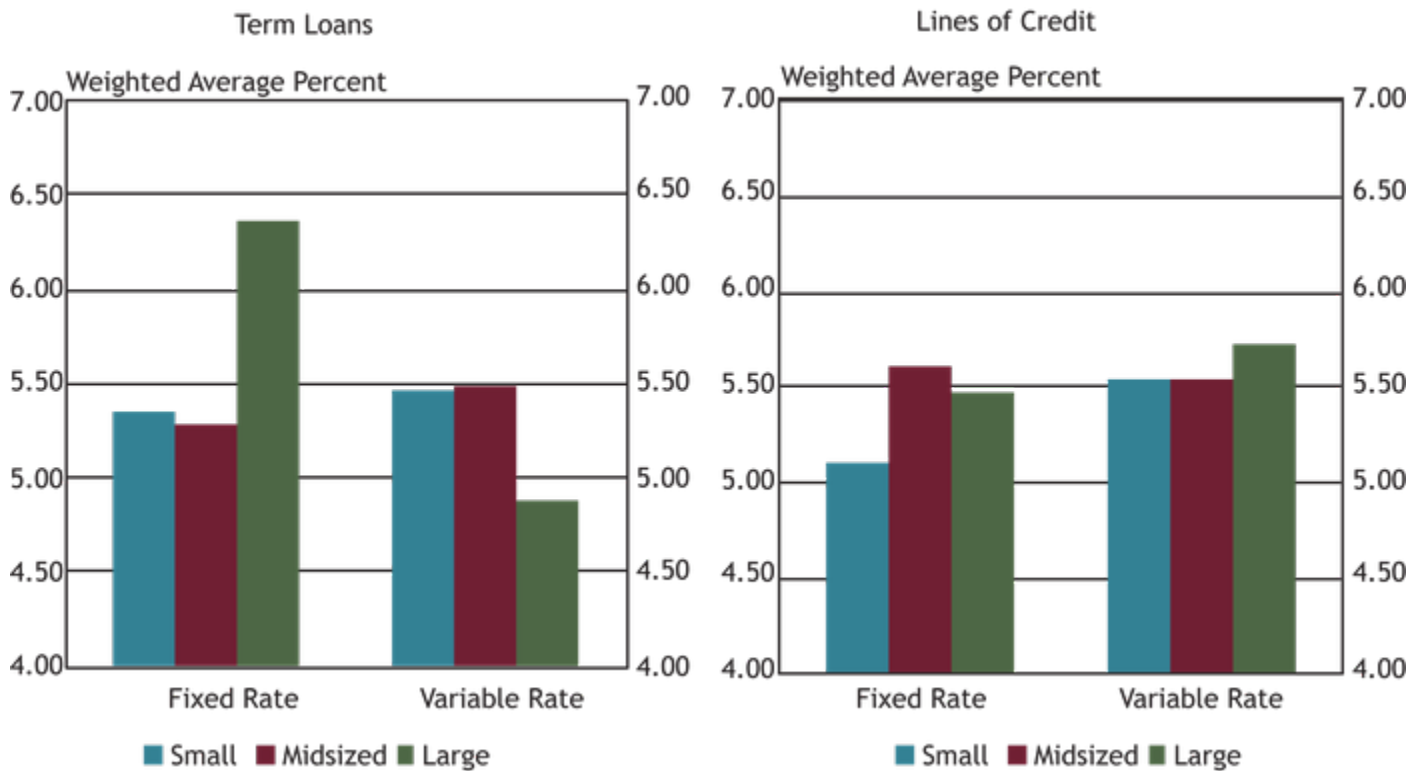 Term Loans
Weighted Average Percent
7.00 7.00
6.50 6.50
6.00 6.00
5.50 5.50
5.00 5.00
4.50 4.50
4.00 4.00
Fixed Rate Variable Rate
Small Midsized Large
Lines of Credit
Weighted Average Percent
7.00 7.00
6.50 6.50
6.00 6.00
5.50 5.50
5.00 5.00
4.50 4.50
4.00 4.00
Fixed Rate Variable Rate
Small Midsized Large